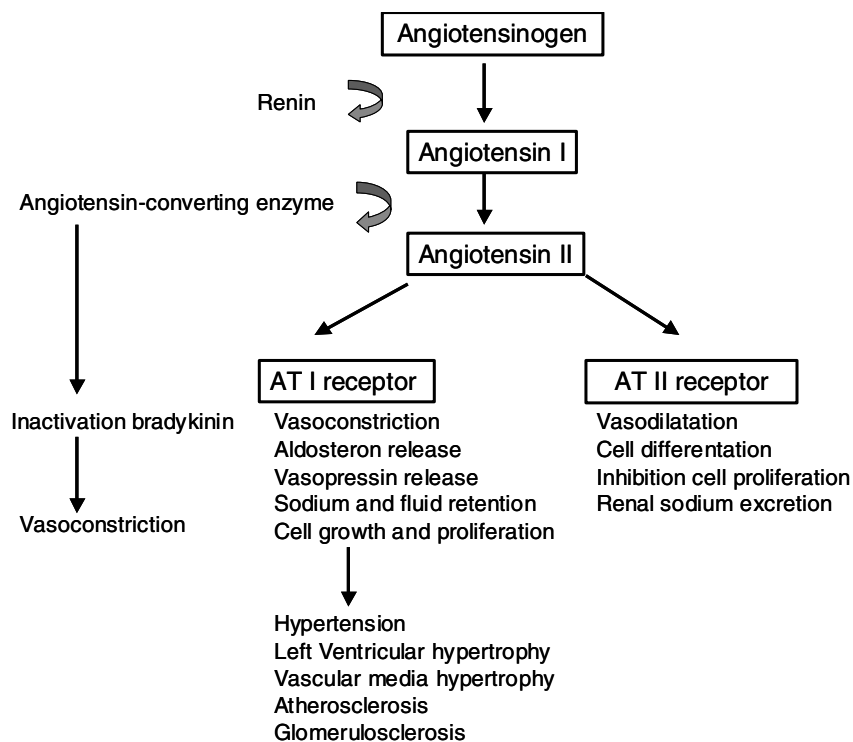 Angiotensinogen
Renin
Angiotensin I
Angiotensin-converting enzyme
Angiotensin II
AT I receptor
AT II receptor
Inactivation bradykinin
Vasoconstriction
Vasoconstriction
Aldosteron release
Vasopressin release
Sodium and fluid retention
Cell growth and proliferation
Vasodilatation
Cell differentation
Inhibition cell proliferation
Renal sodium excretion
Hypertension
Left Ventricular hypertrophy
Vascular media hypertrophy
Atherosclerosis
Glomerulosclerosis